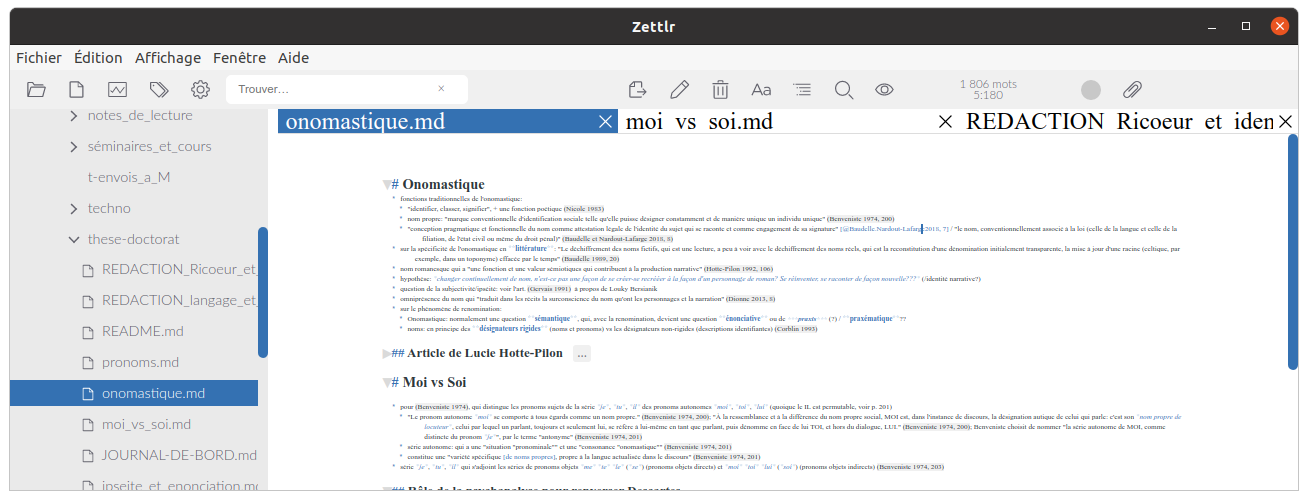 Zettlr
Fichier Édition Affichage Fenêtre Aide
Trouver... ×
Aa
1 806 mots
5:180
notes_de_lecture
séminaires_et_cours
t-envois_a_M
techno
these-doctorat
REDACTION_Ricoeur_et_
REDACTION_langage_et_
README.md
pronoms.md
onomastique.md
moi_vs_soi.md
JOURNAL-DE-BORD.md
ipseite_et_enonciation.mc
onomastique.md
moi vs soi.md
REDACTION Ricoeur et iden
# Onomastique
* fonctions traditionnelles de l'onomastique:
* "identifier, classer, signifier", + une fonction poétique (Nicole 1983)
* nom propre: "marque conventionnelle d'identification sociale telle qu'elle puisse désigner constamment et de manière unique un individu unique" (Benveniste 1974, 200)
* "conception pragmatique et fonctionnelle du nom comme attestation légale de l'identité du sujet qui se raconte et comme engagement de sa signature" [@Baudelle.Nardout-Lafarge2018, 7] / "le nom, conventionnellement associé à la loi (celle de la langue et celle de la
filiation, de l'état civil ou même du droit pénal)" (Baudelle et Nardout-Lafarge 2018, 8)
* sur la spécificité de l'onomastique en **littérature**: "Le déchiffrement des noms fictifs, qui est une lecture, a peu à voir avec le déchiffrement des noms réels, qui est la reconstitution d'une dénomination initialement transparente, la mise à jour d'une racine (celtique, par
exemple, dans un toponyme) effacée par le temps" (Baudelle 1989, 20)
* nom romanesque qui a "une fonction et une valeur sémiotiques qui contribuent à la production narrative" (Hotte-Pilon 1992, 106)
* hypothèse: "changer continuellement de nom, n'est-ce pas une façon de se créer-se recréer à la façon d'un personnage de roman? Se réinventer, se raconter de façon nouvelle???" (/identité narrative?)
* question de la subjectivité/ipséité: voir l'art. (Gervais 1991) à propos de Louky Bersianik
* omniprésence du nom qui "traduit dans les récits la surconscience du nom qu'ont les personnages et la narration" (Dionne 2013, 8)
* sur le phénomène de renomination:
* Onomastique: normalement une question **sémantique**, qui, avec la renomination, devient une question **énonciative** ou de ***praxis*** (?) / **praxématique**??
* noms: en principe des **désignateurs rigides** (noms et pronoms) vs les désignateurs non-rigides (descriptions identifiantes) (Corblin 1993)
## Article de Lucie Hotte-Pilon ...
# Moi vs Soi
* pour (Benveniste 1974), qui distingue les pronoms sujets de la série *je*, *tu*, *il* des pronoms autonomes *moi*, *toi*, *lui* (quoique le IL est permutable, voir p. 201)
* "Le pronom autonome *moi* se comporte à tous égards comme un nom propre." (Benveniste 1974, 200); "À la ressemblance et à la différence du nom propre social, MOI est, dans l'instance de discours, la désignation autique de celui qui parle: c'est son *nom propre de
locuteur*, celui par lequel un parlant, toujours et seulement lui, se réfère à lui-même en tant que parlant, puis dénomme en face de lui TOI, et hors du dialogue, LUI." (Benveniste 1974, 200); Benveniste choisit de nommer "la série autonome de MOI, comme
distincte du pronom *je*", par le terme "antonyme" (Benveniste 1974, 201)
* série autonome: qui a une "situation "pronominale"" et une "consonance "onomastique"" (Benveniste 1974, 201)
* constitue une "variété spécifique [de noms propres], propre à la langue actualisée dans le discours" (Benveniste 1974, 201)
* série *je*, *tu*, *il* qui s'adjoint les séries de pronoms objets *me* *te* *le* (*se*) (pronoms objets directs) et *moi* *toi* *lui* (*soi*) (pronoms objets indirects) (Benveniste 1974, 203)
## Rôle de la psychanalyse pour renverser Descartes